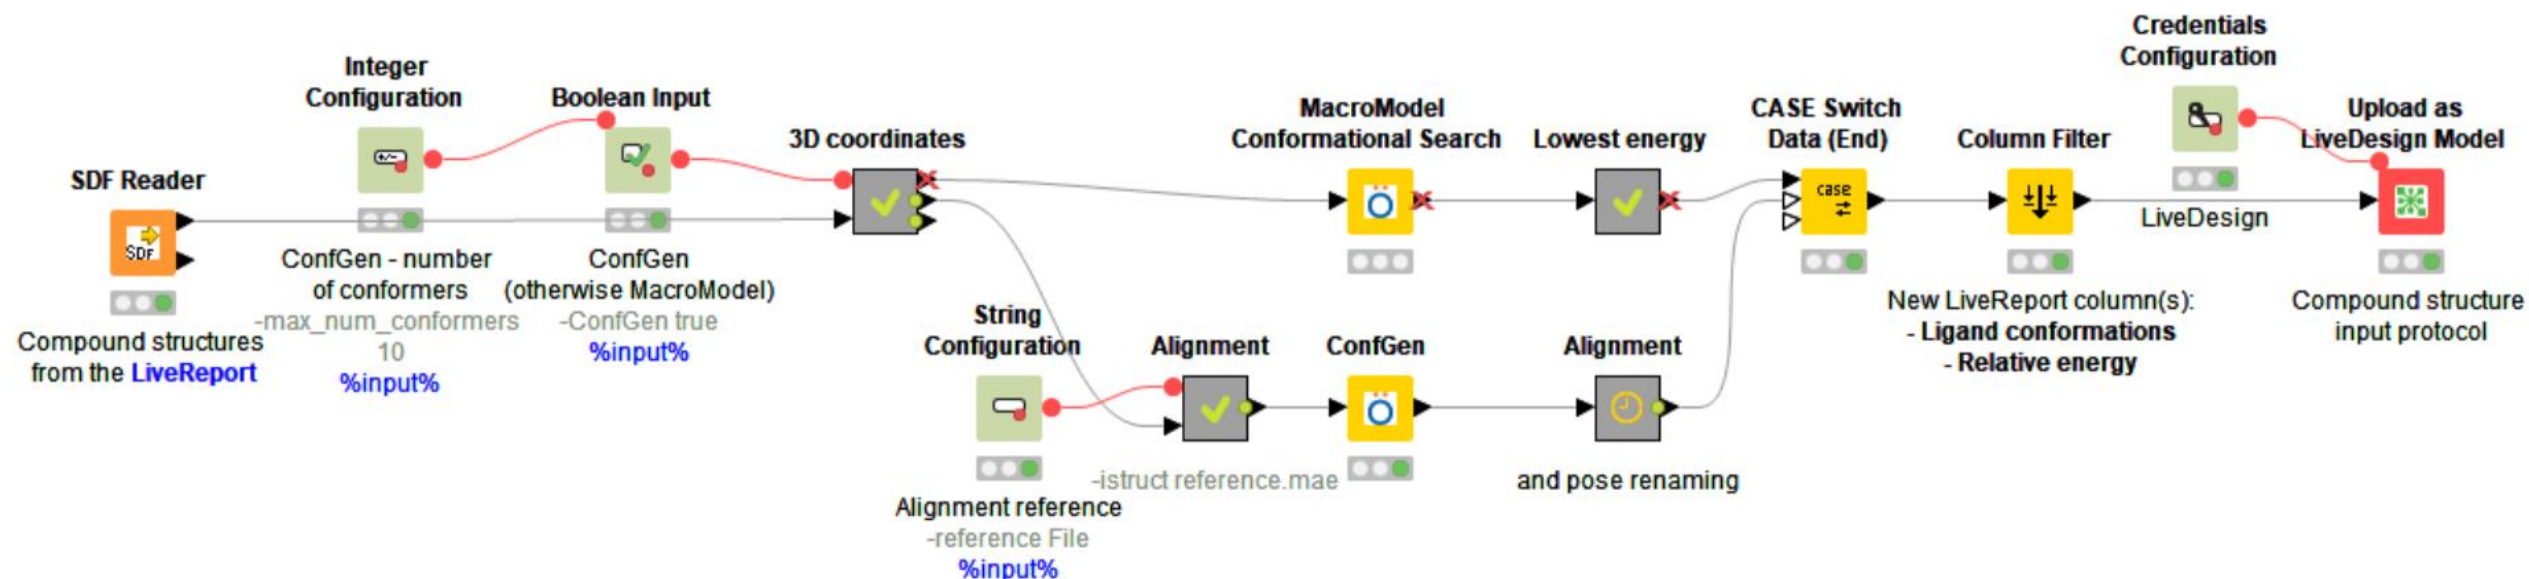 SDF Reader
SDF
Compound structures
from the LiveReport
Integer
Configuration
+/-
ConfGen - number
of conformers
-max_num_conformers
10
%input%
Boolean Input
ConfGen
(otherwise MacroModel)
-ConfGen true
%input%
3D coordinates
MacroModel
Conformational Search
Lowest energy
String
Configuration
Alignment reference
-reference File
%input%
Alignment
-istruct reference.mae
ConfGen
Alignment
and pose renaming
CASE Switch
Data (End)
case
Column Filter
New LiveReport column(s):
- Ligand conformations
- Relative energy
Credentials
Configuration
LiveDesign
Upload as
LiveDesign Model
Compound structure
input protocol